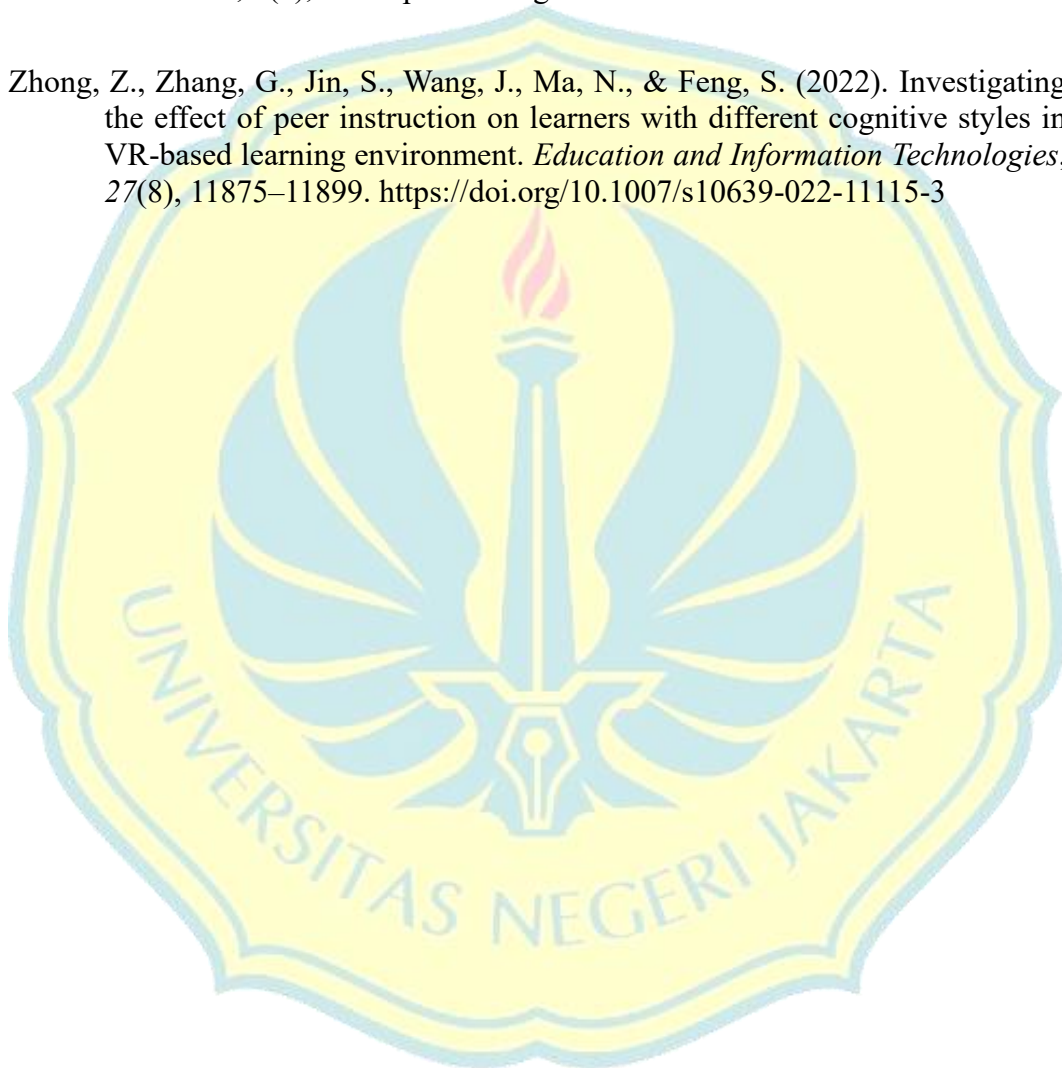 Zhong, Z., Zhang, G., Jin, S., Wang, J., Ma, N., & Feng, S. (2022). Investigating
the effect of peer instruction on learners with different cognitive styles in
VR-based learning environment. Education and Information Technologies,
27(8), 11875–11899. https://doi.org/10.1007/s10639-022-11115-3
UNIVERSITAS NEGERI JAKARTA